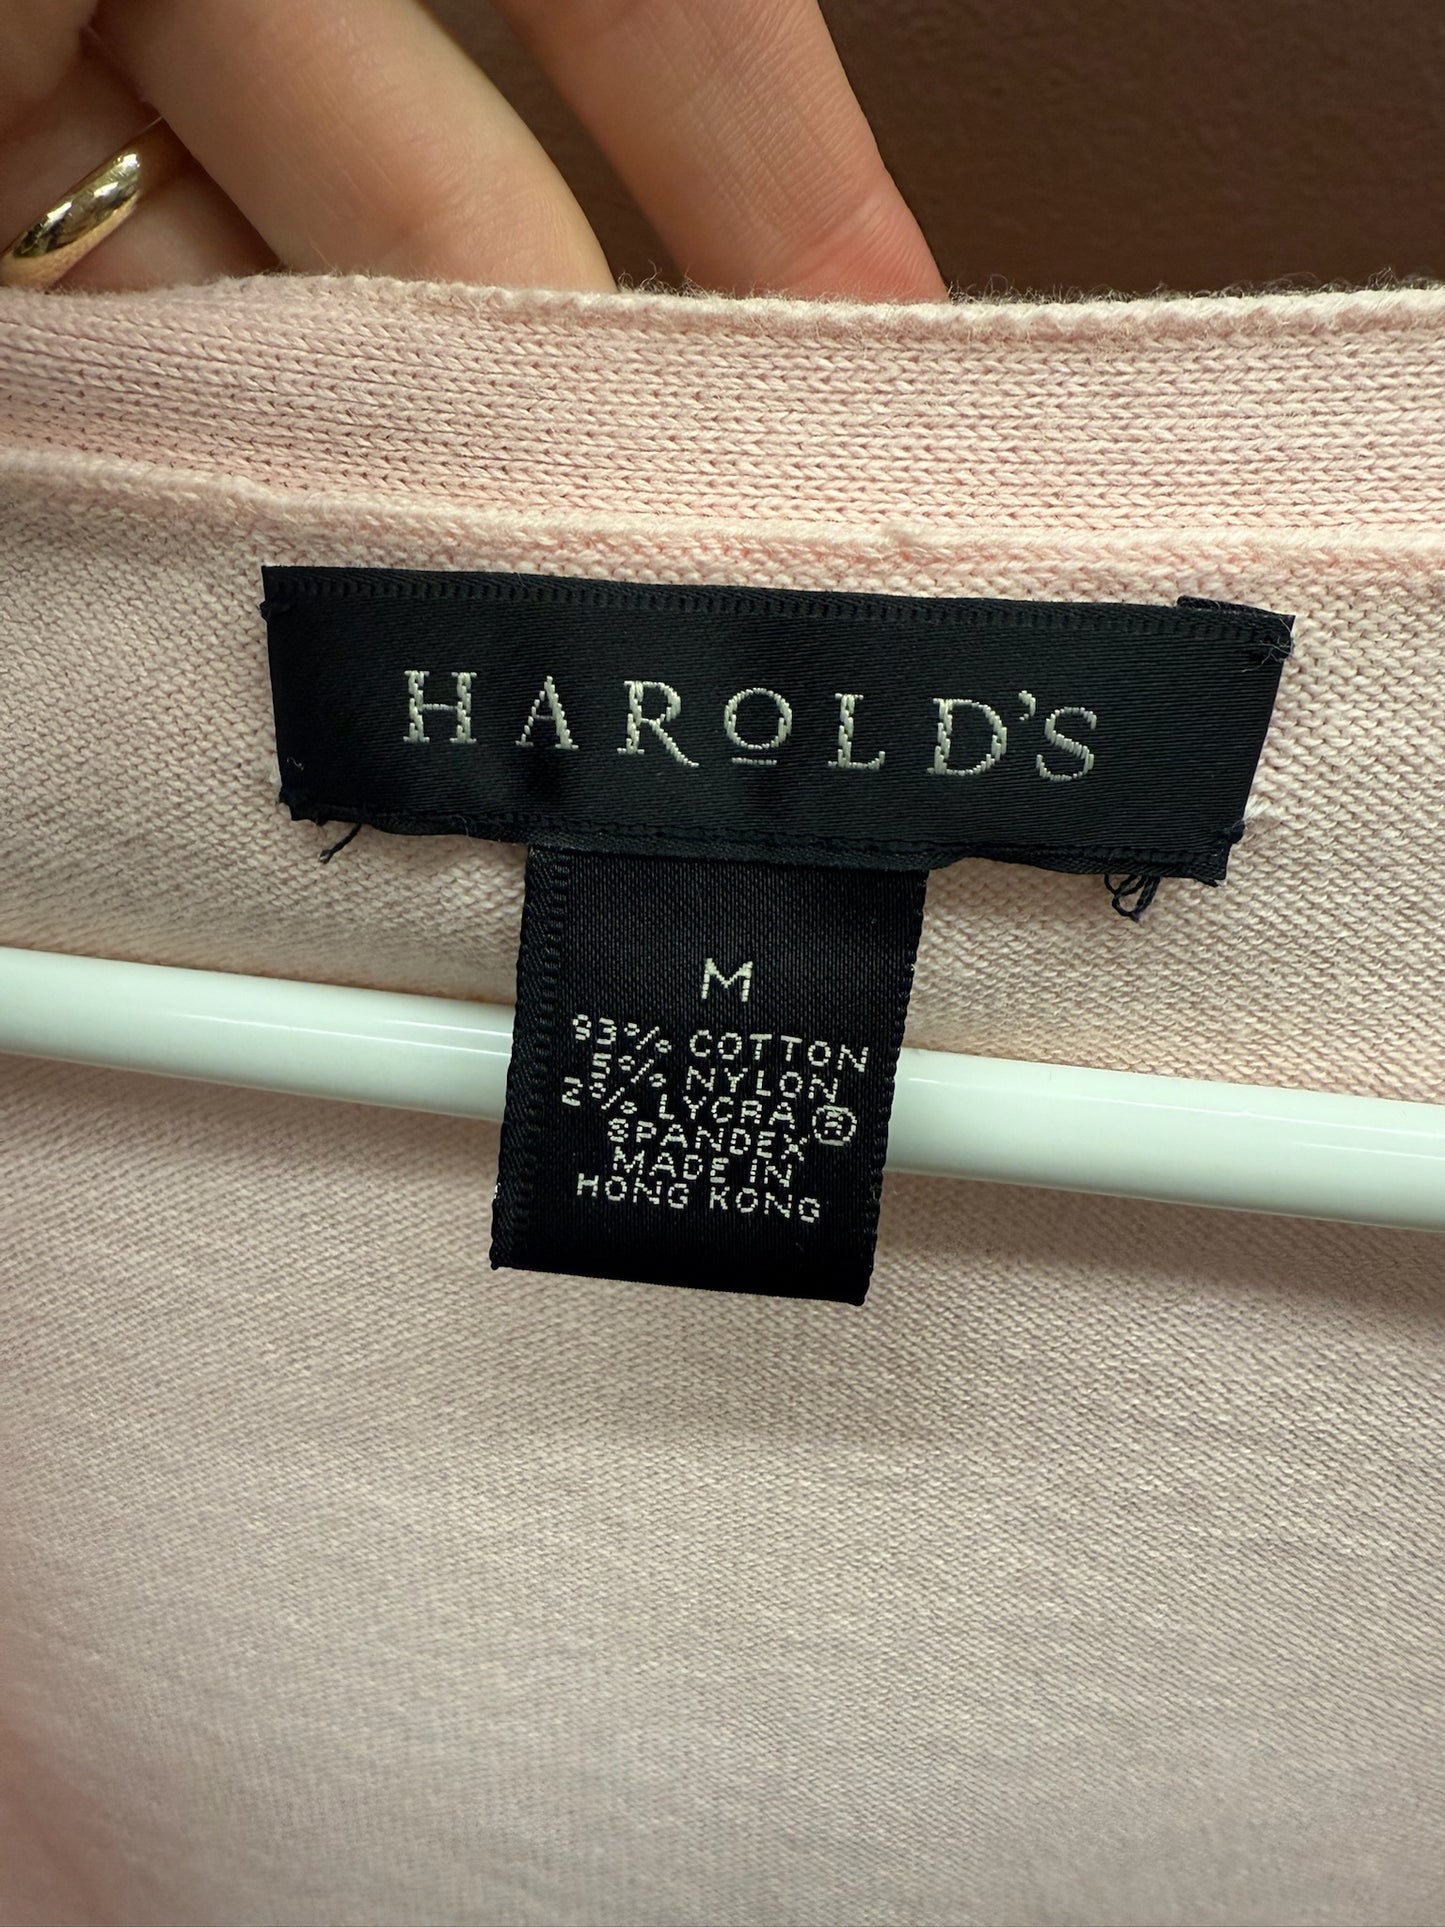 HAROLD'S
M
93% COTTON
5% NYLON
2% LYCRA ®
SPANDEX
MADE IN
HONG KONG